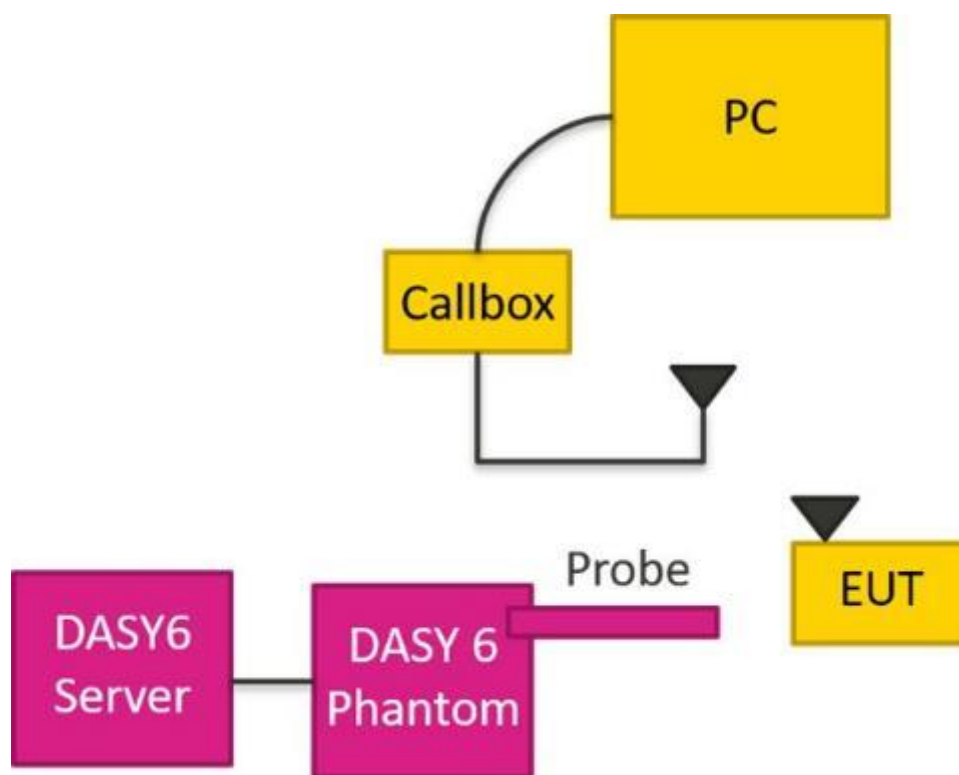 PC
Callbox
Probe
EUT
DASY6
Server
DASY 6
Phantom